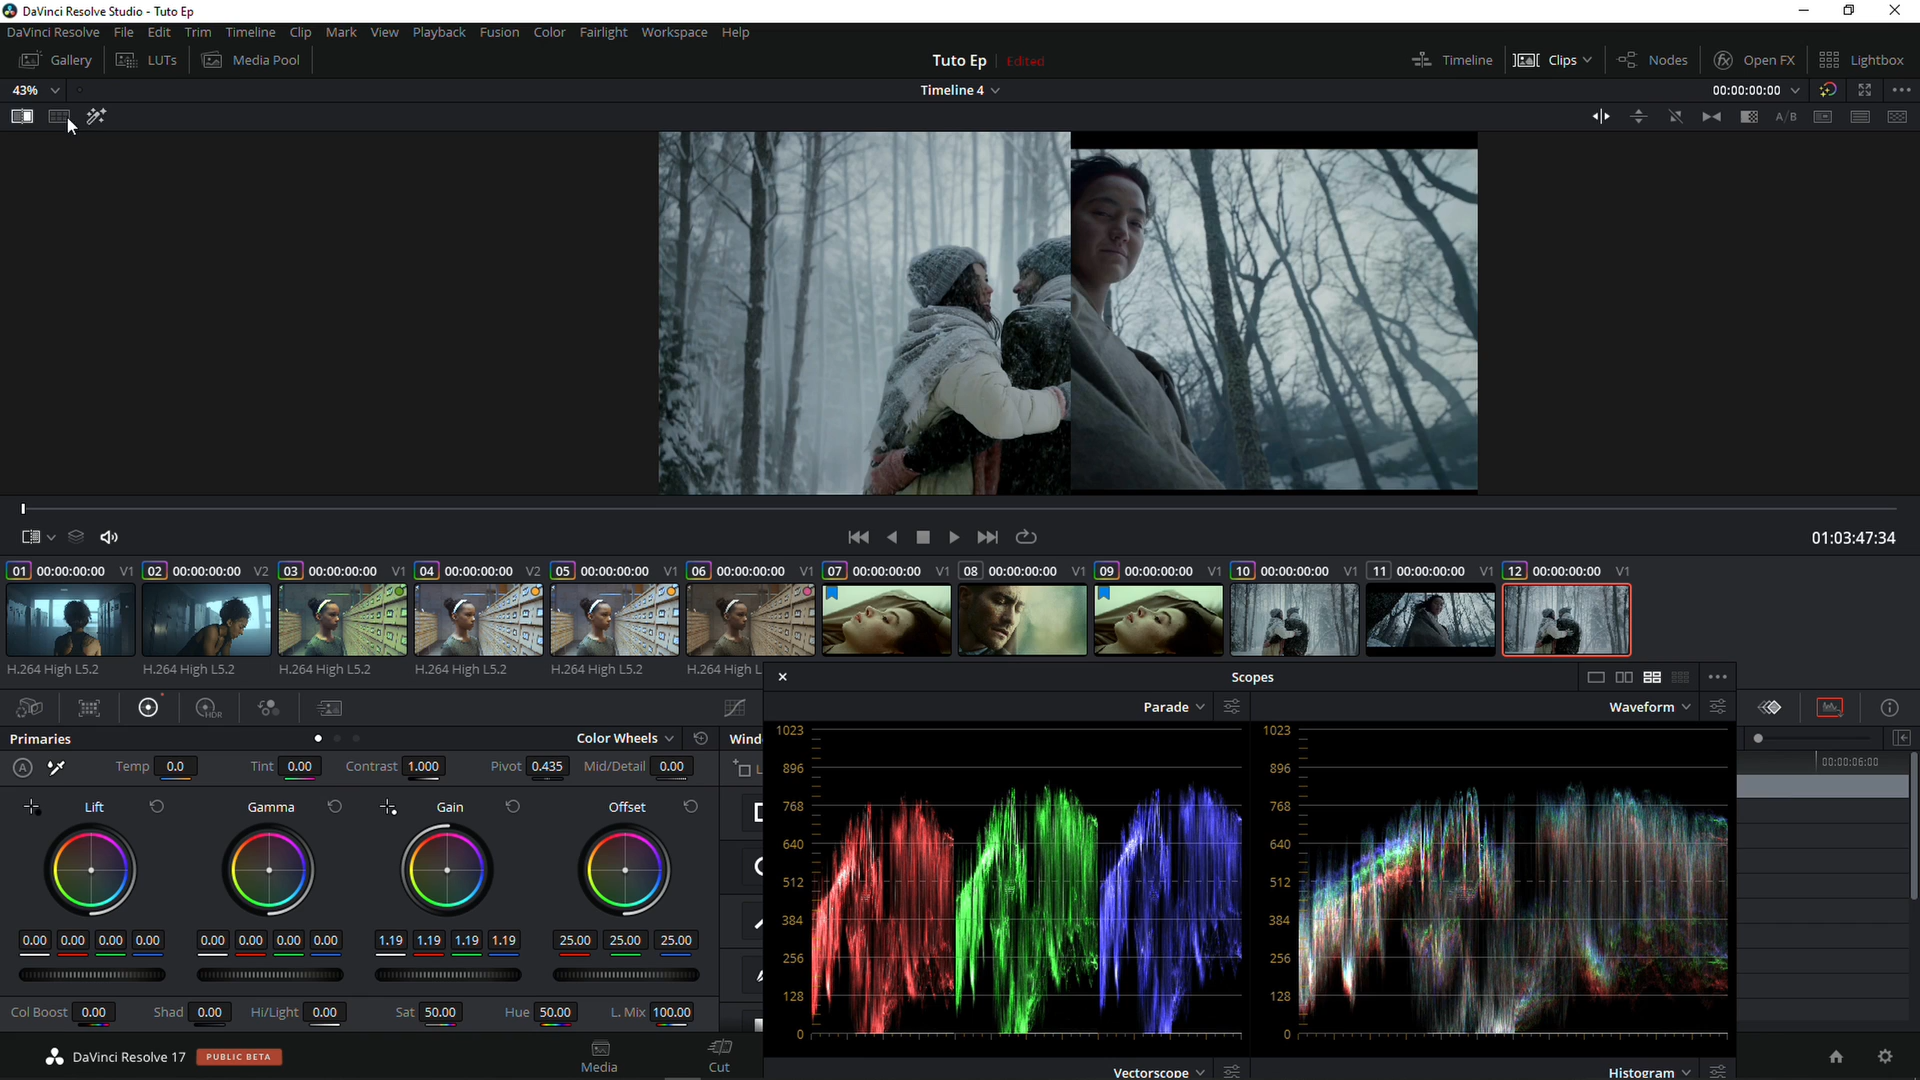 DaVinci Resolve Studio - Tuto Ep
DaVinci Resolve File Edit Trim Timeline Clip Mark View Playback Fusion Color Fairlight Workspace Help
Gallery LUTs Media Pool Tuto Ep Edited Timeline Clips Nodes Open FX Lightbox
43% Timeline 4 00:00:00:00
A/B
01:03:47:34
01 00:00:00:00 V1 02 00:00:00:00 V2 03 00:00:00:00 V1 04 00:00:00:00 V2 05 00:00:00:00 V1 06 00:00:00:00 V1 07 00:00:00:00 V1 08 00:00:00:00 V1 09 00:00:00:00 V1 10 00:00:00:00 V1 11 00:00:00:00 V1 12 00:00:00:00 V1
H.264 High L5.2 H.264 High L5.2 H.264 High L5.2 H.264 High L5.2 H.264 High L5.2 H.264 High L
Scopes
HDR
Parade Waveform
Primaries Color Wheels Wind
A Temp 0.0 Tint 0.00 Contrast 1.000 Pivot 0.435 Mid/Detail 0.00 L
00:00:06:00
Lift Gamma Gain Offset
0.00 0.00 0.00 0.00 0.00 0.00 0.00 0.00 1.19 1.19 1.19 1.19 25.00 25.00 25.00
Col Boost 0.00 Shad 0.00 Hi/Light 0.00 Sat 50.00 Hue 50.00 L. Mix 100.00
1023 1023
896 896
768 768
640 640
512 512
384 384
256 256
128 128
0 0
DaVinci Resolve 17 PUBLIC BETA Media Cut
Vectorscope Histogram